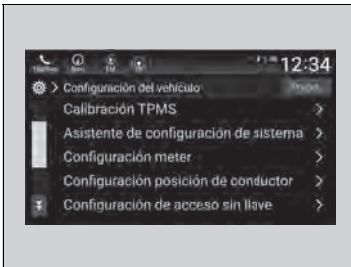 12:34
> Configuración del vehículo
Calibración TPMS >
Asistente de configuración de sistema >
Configuración meter >
Configuración posición de conductor >
Configuración de acceso sin llave >